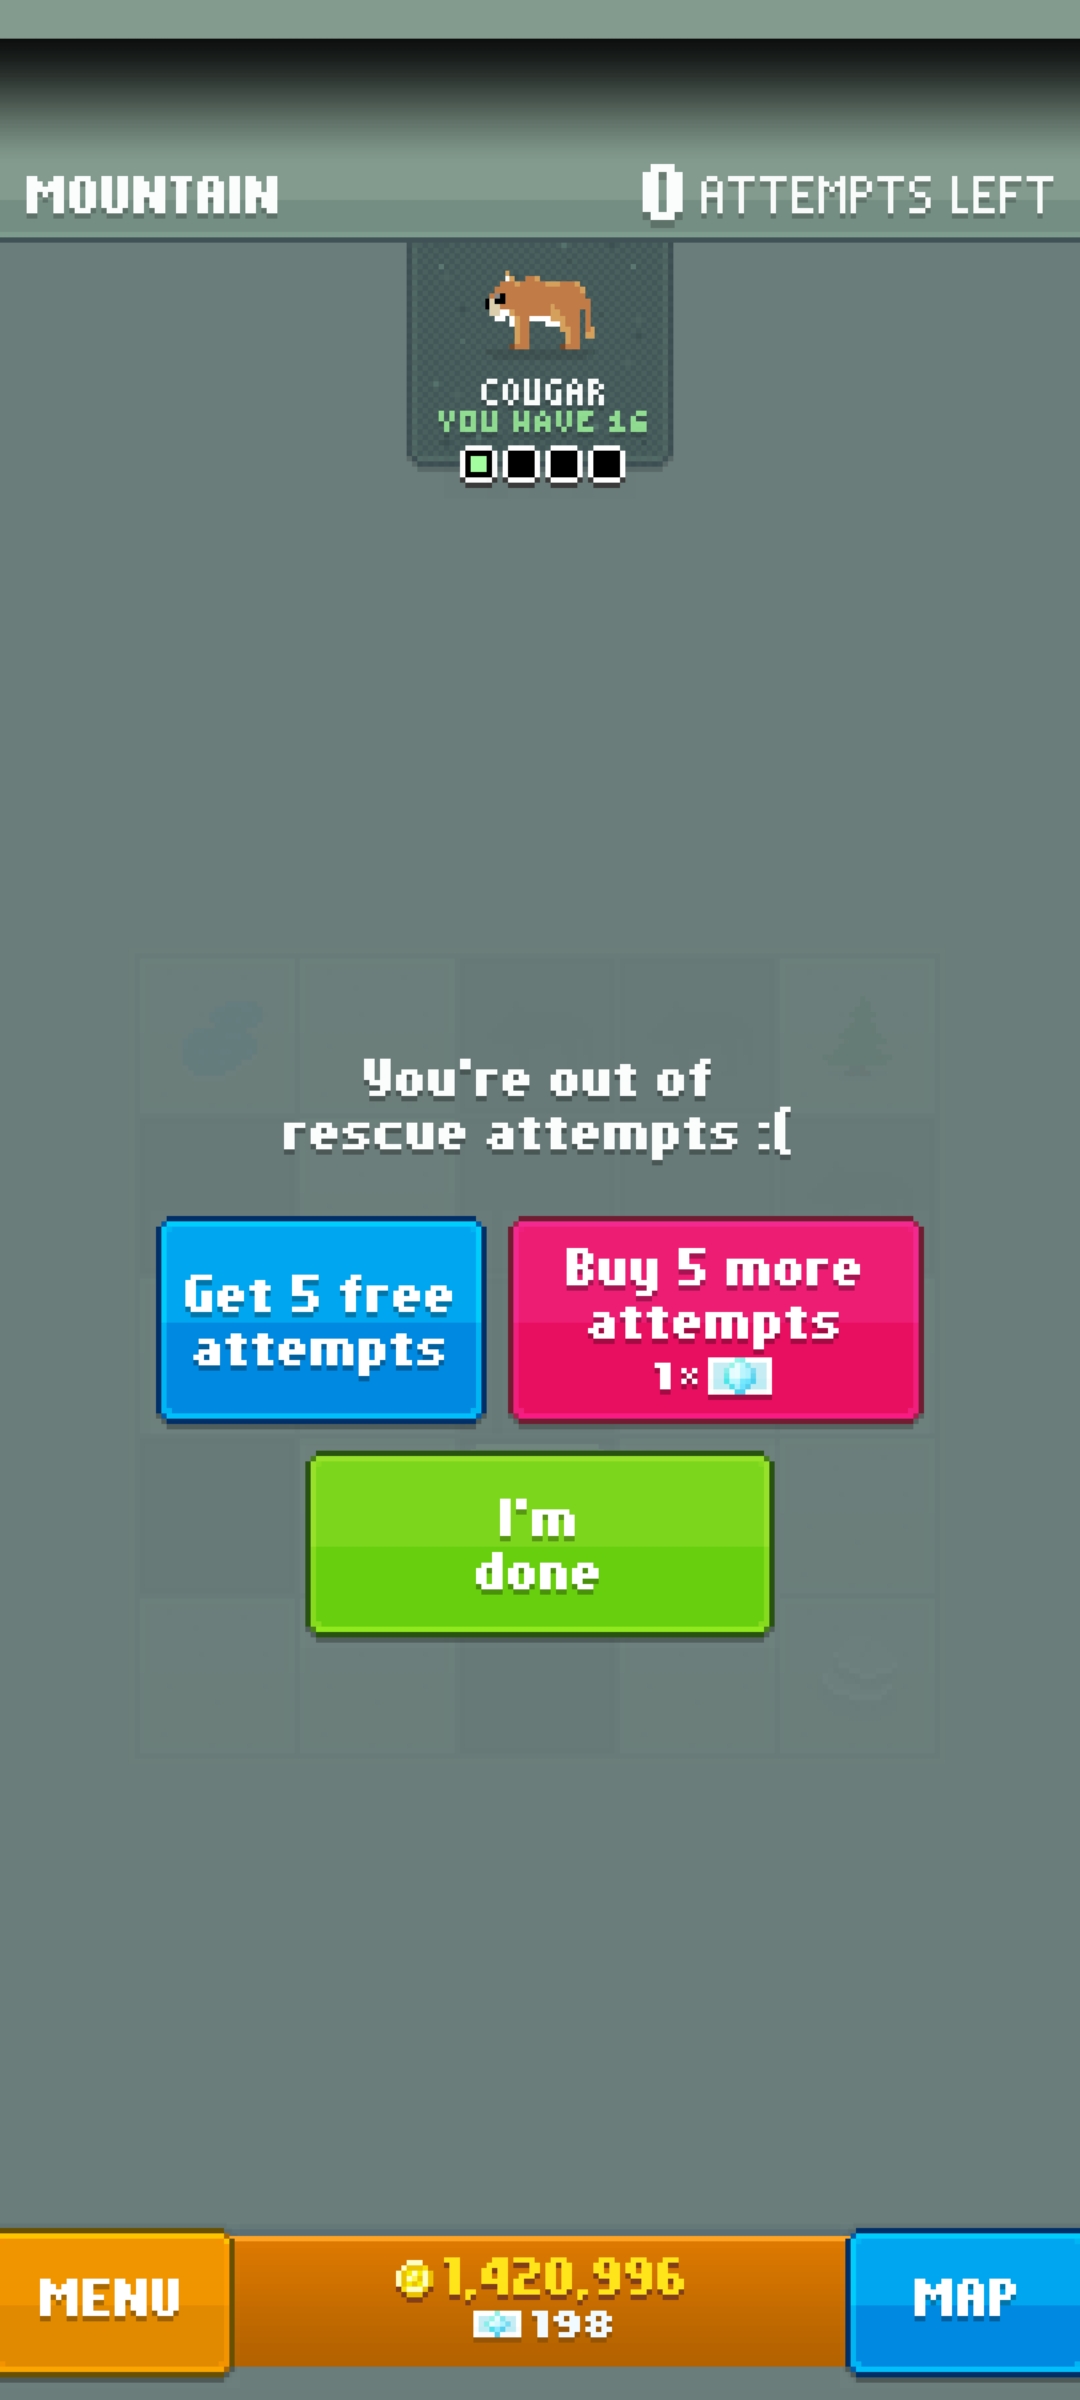 MOUNTAIN
0 ATTEMPTS LEFT
COUGAR
YOU HAVE 16
You're out of
rescue attempts :(
Get 5 free
attempts
Buy 5 more
attempts
1×
I'm
done
MENU
1,420,996
198
MAP